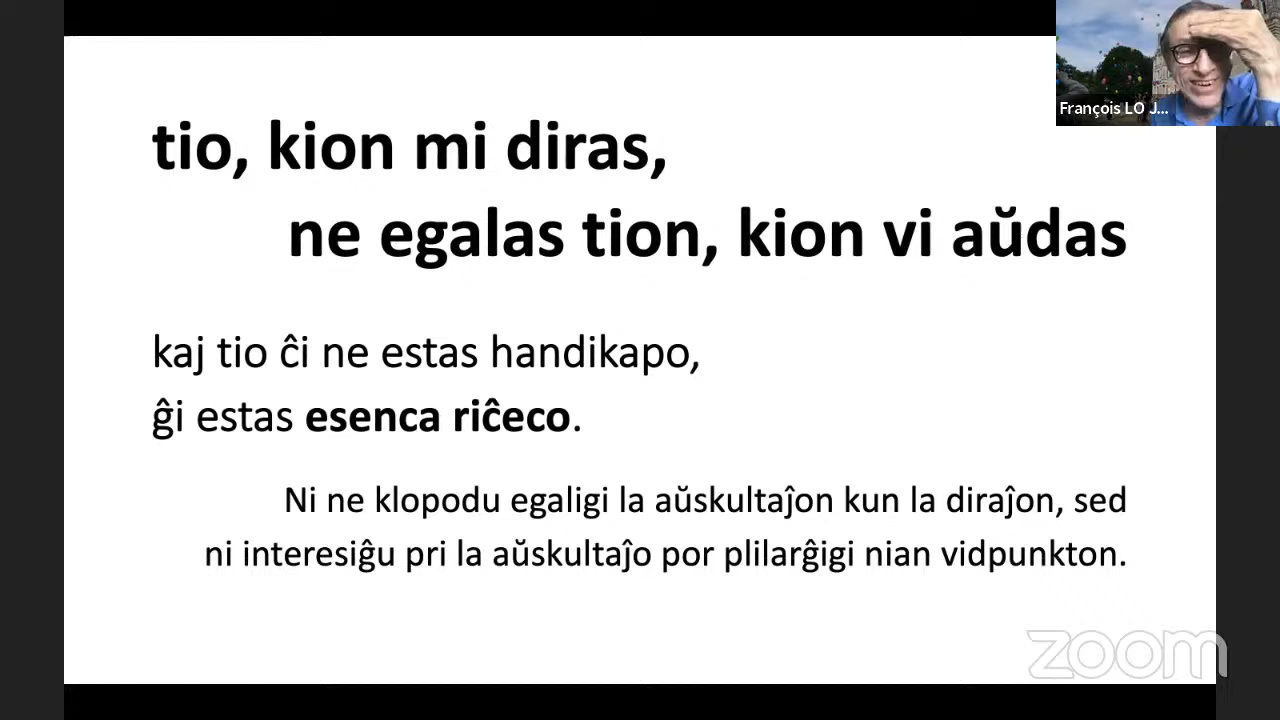 François LO J...
tio, kion mi diras,
ne egalas tion, kion vi aŭdas
kaj tio ĉi ne estas handikapo,
ĝi estas esenca riĉeco.
Ni ne klopodu egaligi la aŭskultaĵon kun la diraĵon, sed
ni interesiĝu pri la aŭskultaĵo por plilarĝigi nian vidpunkton.
zoom